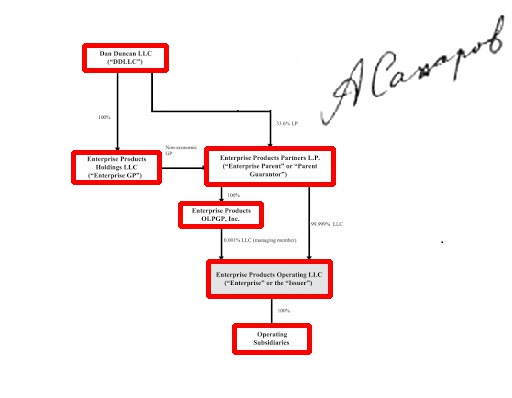 А Сахаров
Dan Duncan LLC
(“DDLLC”)
100%
33.6% LP
Enterprise Products
Holdings LLC
(“Enterprise GP”)
Non-economic
GP
Enterprise Products Partners L.P.
(“Enterprise Parent” or “Parent
Guarantor”)
100%
Enterprise Products
OLPGP, Inc.
0.001% LLC (managing member)
99.999% LLC
Enterprise Products Operating LLC
(“Enterprise” or the “Issuer”)
100%
Operating
Subsidiaries